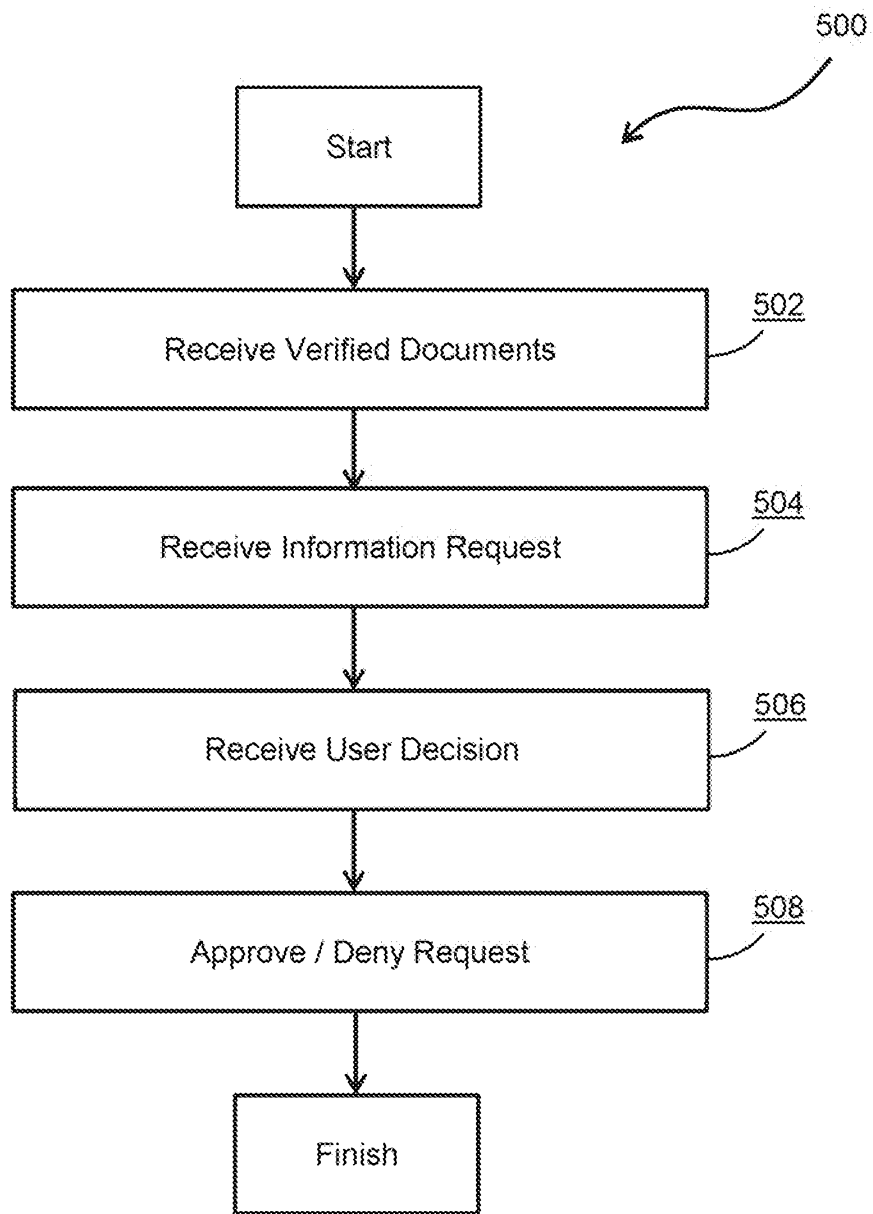 500
Start
502
Receive Verified Documents
504
Receive Information Request
506
Receive User Decision
508
Approve / Deny Request
Finish